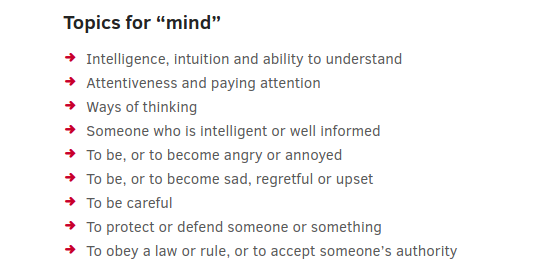 Topics for “mind”
Intelligence, intuition and ability to understand
Attentiveness and paying attention
Ways of thinking
Someone who is intelligent or well informed
To be, or to become angry or annoyed
To be, or to become sad, regretful or upset
To be careful
To protect or defend someone or something
To obey a law or rule, or to accept someone’s authority